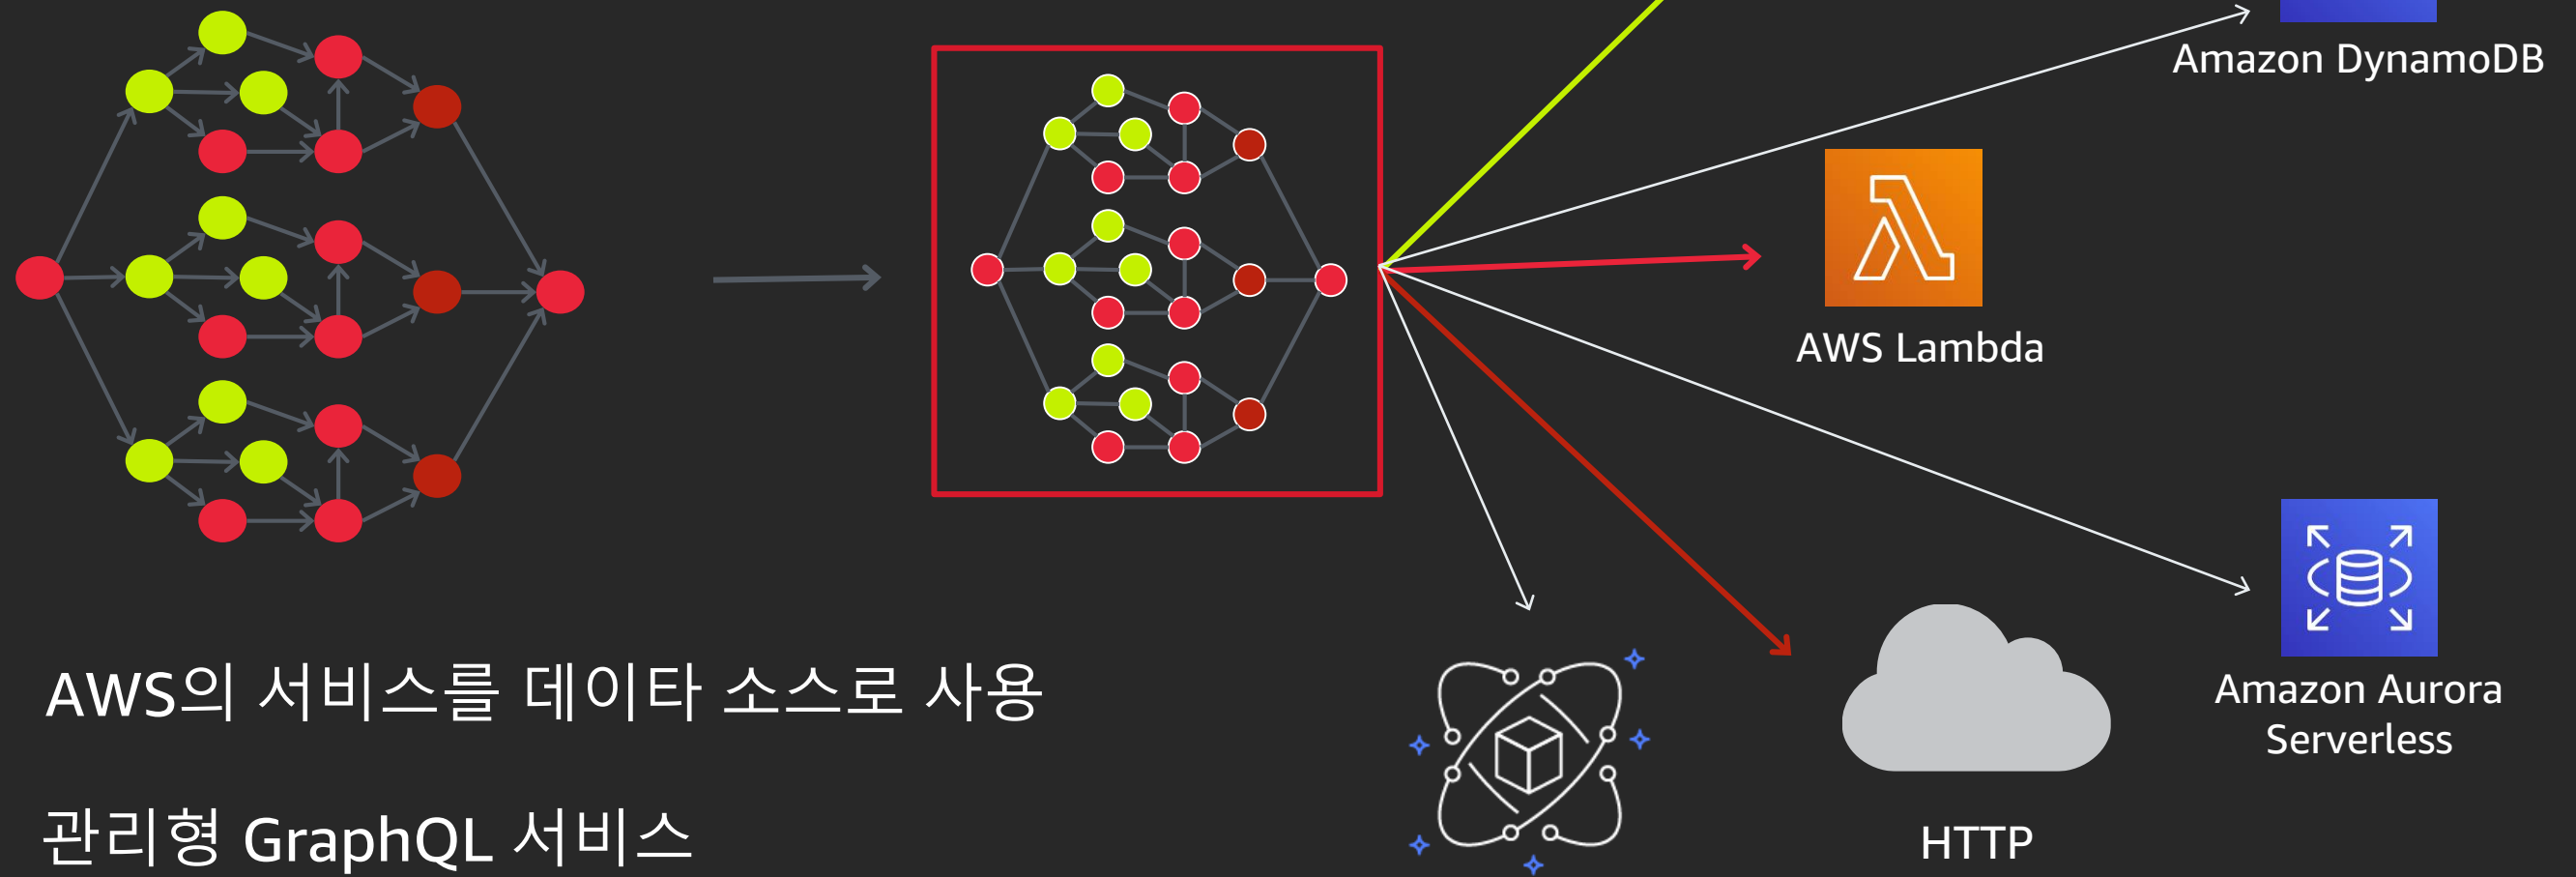 Amazon DynamoDB
AWS Lambda
Amazon Aurora
Serverless
HTTP
AWS의 서비스를 데이타 소스로 사용
관리형 GraphQL 서비스